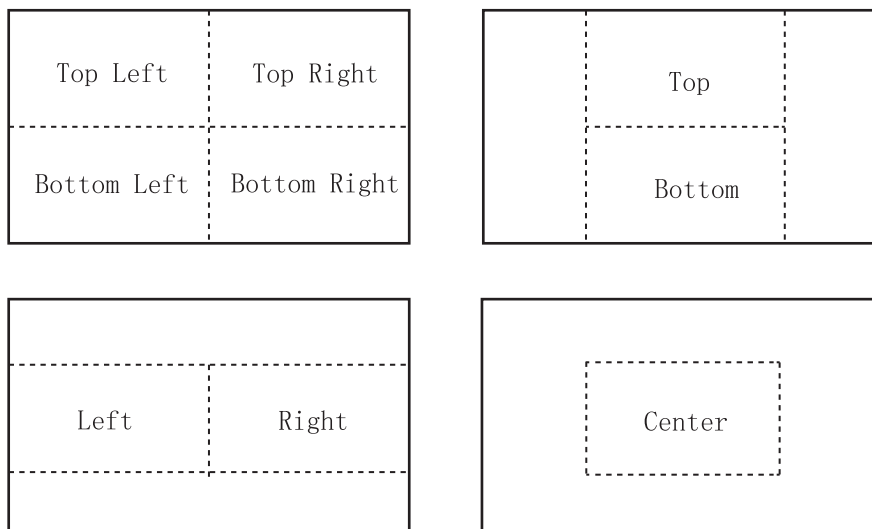 Top Left
Top Right
Bottom Left
Bottom Right
Top
Bottom
Left
Right
Center